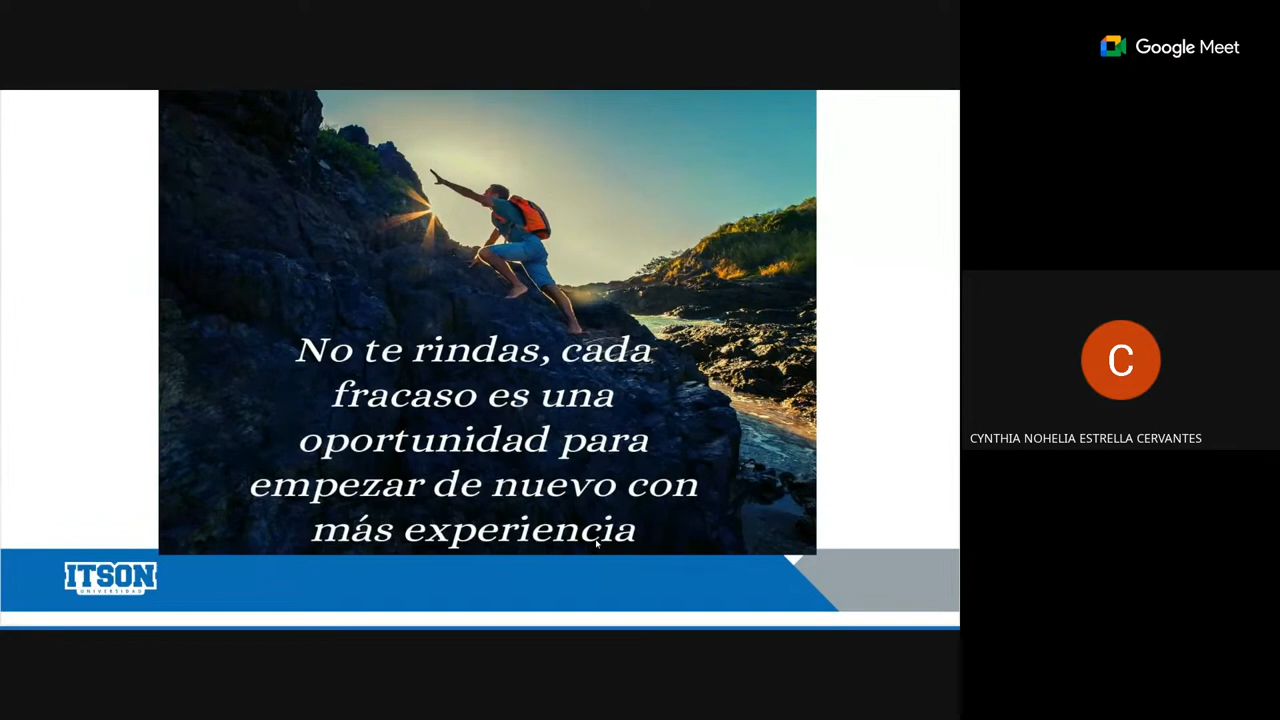 Google Meet
No te rindas, cada
fracaso es una
oportunidad para
empezar de nuevo con
más experiencia
C
CYNTHIA NOHELIA ESTRELLA CERVANTES
ITSON
UNIVERSIDAD